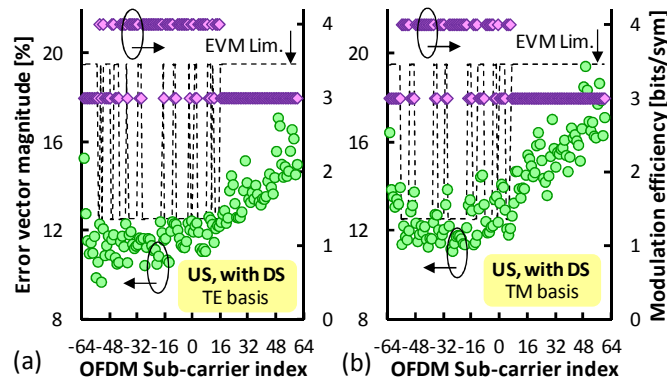 Error vector magnitude [%]
20
16
12
8
EVM Lim.
US, with DS
TE basis
4
3
2
1
0
(a)
-64 -48 -32 -16 0 16 32 48 64
OFDM Sub-carrier index
20
16
12
8
EVM Lim.
US, with DS
TM basis
4
3
2
1
0
Modulation efficiency [bits/sym]
(b)
-64 -48 -32 -16 0 16 32 48 64
OFDM Sub-carrier index